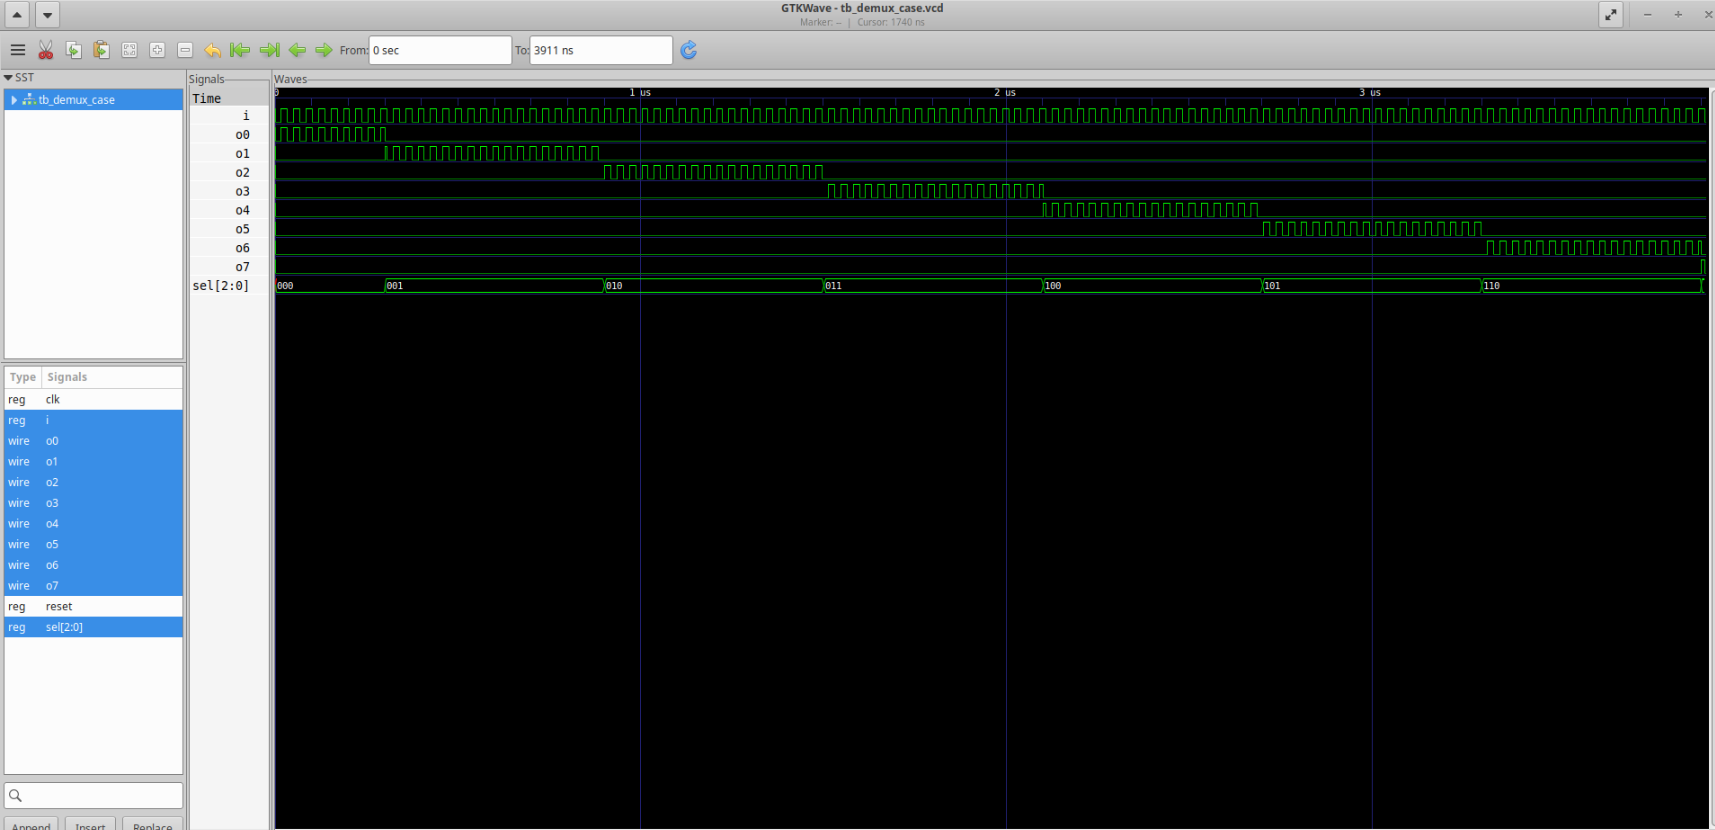 GTKWave - tb_demux_case.vcd
Marker: -- | Cursor: 1740 ns
From: 0 sec To: 3911 ns
SST
tb_demux_case
Type Signals
reg clk
reg i
wire o0
wire o1
wire o2
wire o3
wire o4
wire o5
wire o6
wire o7
reg reset
reg sel[2:0]
Append Insert Replace
Signals
Time
i
o0
o1
o2
o3
o4
o5
o6
o7
sel[2:0]
Waves
0 1 us 2 us 3 us
000 001 010 011 100 101 110